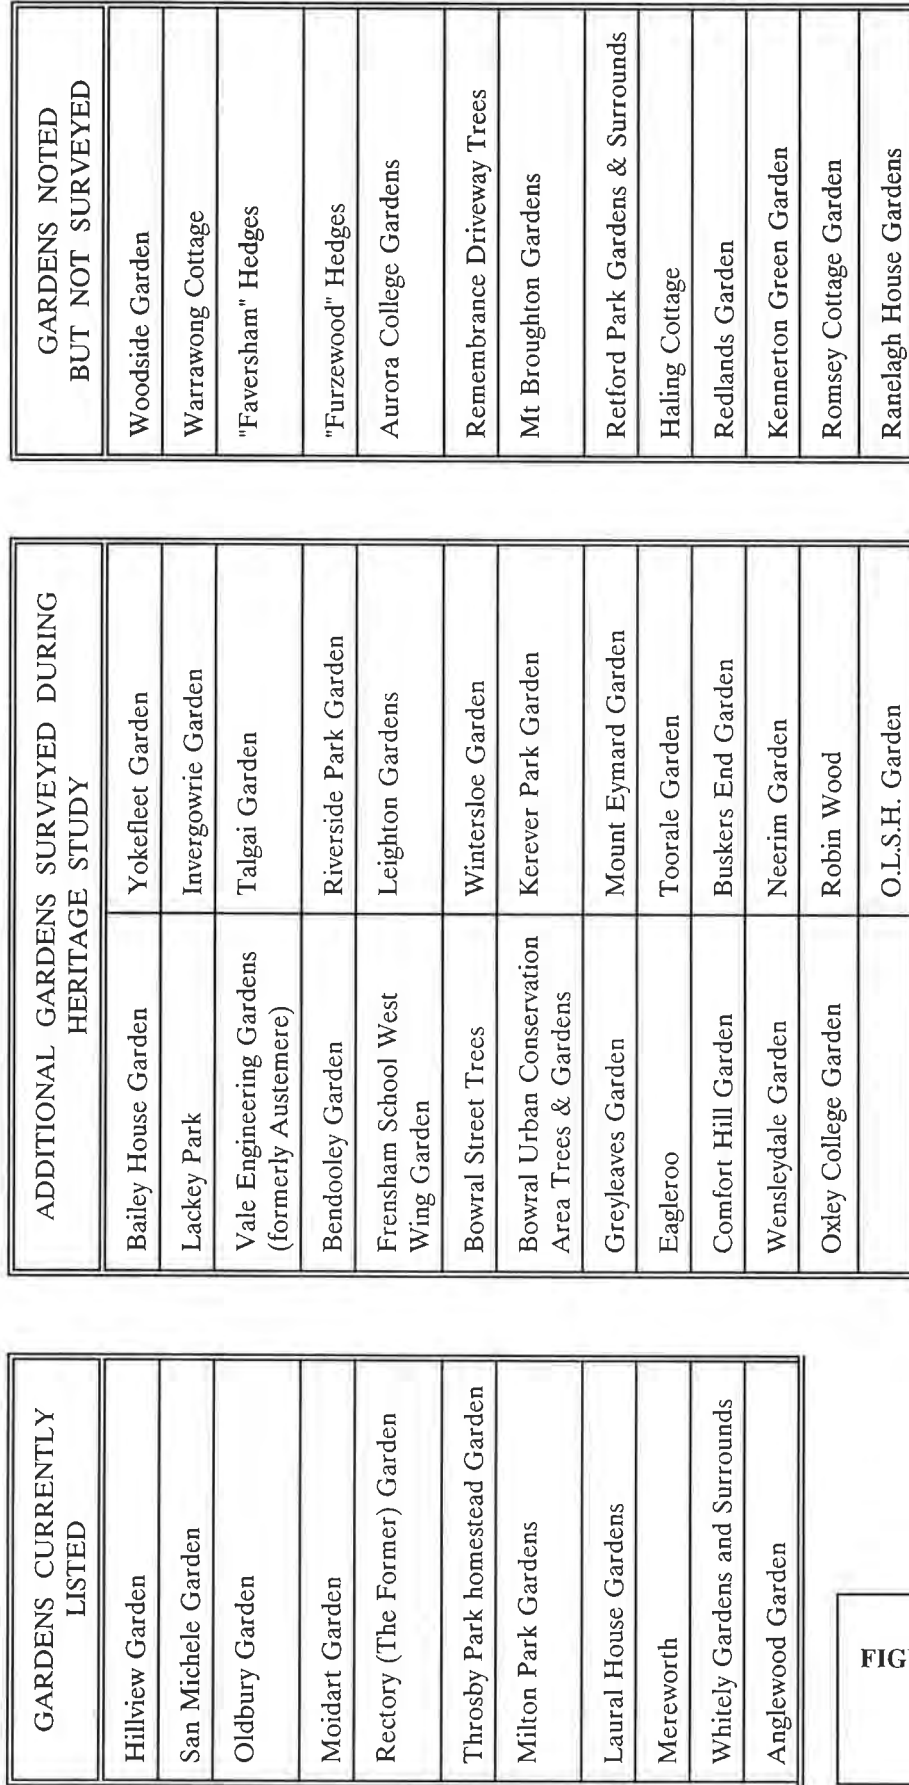 GARDENS CURRENTLY
LISTED
Hillview Garden
San Michele Garden
Oldbury Garden
Moidart Garden
Rectory (The Former) Garden
Throsby Park homestead Garden
Milton Park Gardens
Laural House Gardens
Mereworth
Whitely Gardens and Surrounds
Anglewood Garden
ADDITIONAL GARDENS SURVEYED DURING
HERITAGE STUDY
Bailey House Garden
Yokefleet Garden
Lackey Park
Invergowrie Garden
Vale Engineering Gardens
(formerly Austemere)
Talgai Garden
Bendooley Garden
Riverside Park Garden
Frensham School West
Wing Garden
Leighton Gardens
Bowral Street Trees
Wintersloe Garden
Bowral Urban Conservation
Area Trees & Gardens
Kerever Park Garden
Greyleaves Garden
Mount Eymard Garden
Eagleroo
Toorale Garden
Comfort Hill Garden
Buskers End Garden
Wensleydale Garden
Neerim Garden
Oxley College Garden
Robin Wood
O.L.S.H. Garden
GARDENS NOTED
BUT NOT SURVEYED
Woodside Garden
Warrawong Cottage
"Faversham" Hedges
"Furzewood" Hedges
Aurora College Gardens
Remembrance Driveway Trees
Mt Broughton Gardens
Retford Park Gardens & Surrounds
Haling Cottage
Redlands Garden
Kennerton Green Garden
Romsey Cottage Garden
Ranelagh House Gardens